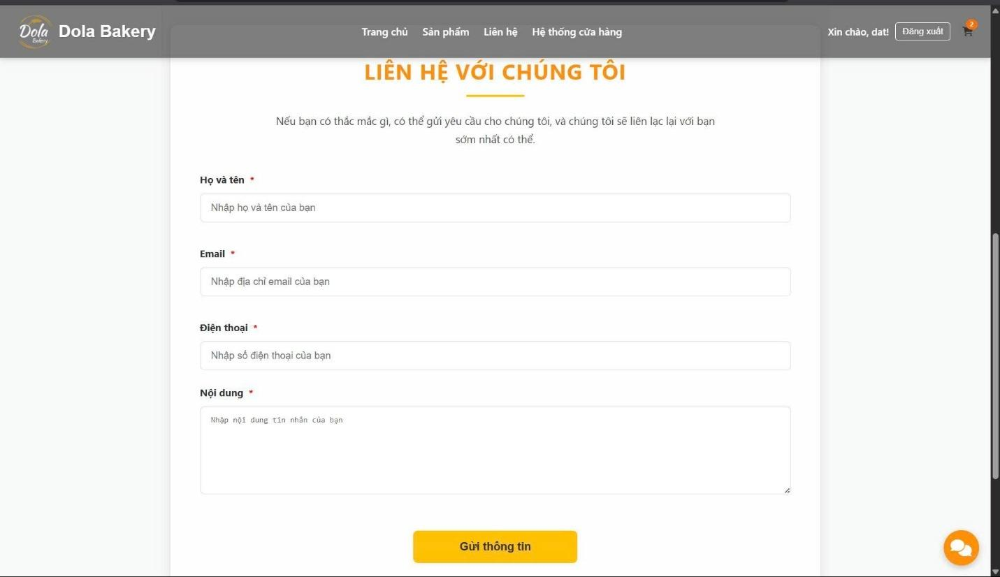 Dola
Bakery
Dola Bakery
Trang chủ
Sản phẩm
Liên hệ
Hệ thống cửa hàng
Xin chào, dat!
Đăng xuất
2
LIÊN HỆ VỚI CHÚNG TÔI
Nếu bạn có thắc mắc gì, có thể gửi yêu cầu cho chúng tôi, và chúng tôi sẽ liên lạc lại với bạn
sớm nhất có thể.
Họ và tên *
Nhập họ và tên của bạn
Email *
Nhập địa chỉ email của bạn
Điện thoại *
Nhập số điện thoại của bạn
Nội dung *
Nhập nội dung tin nhắn của bạn
Gửi thông tin